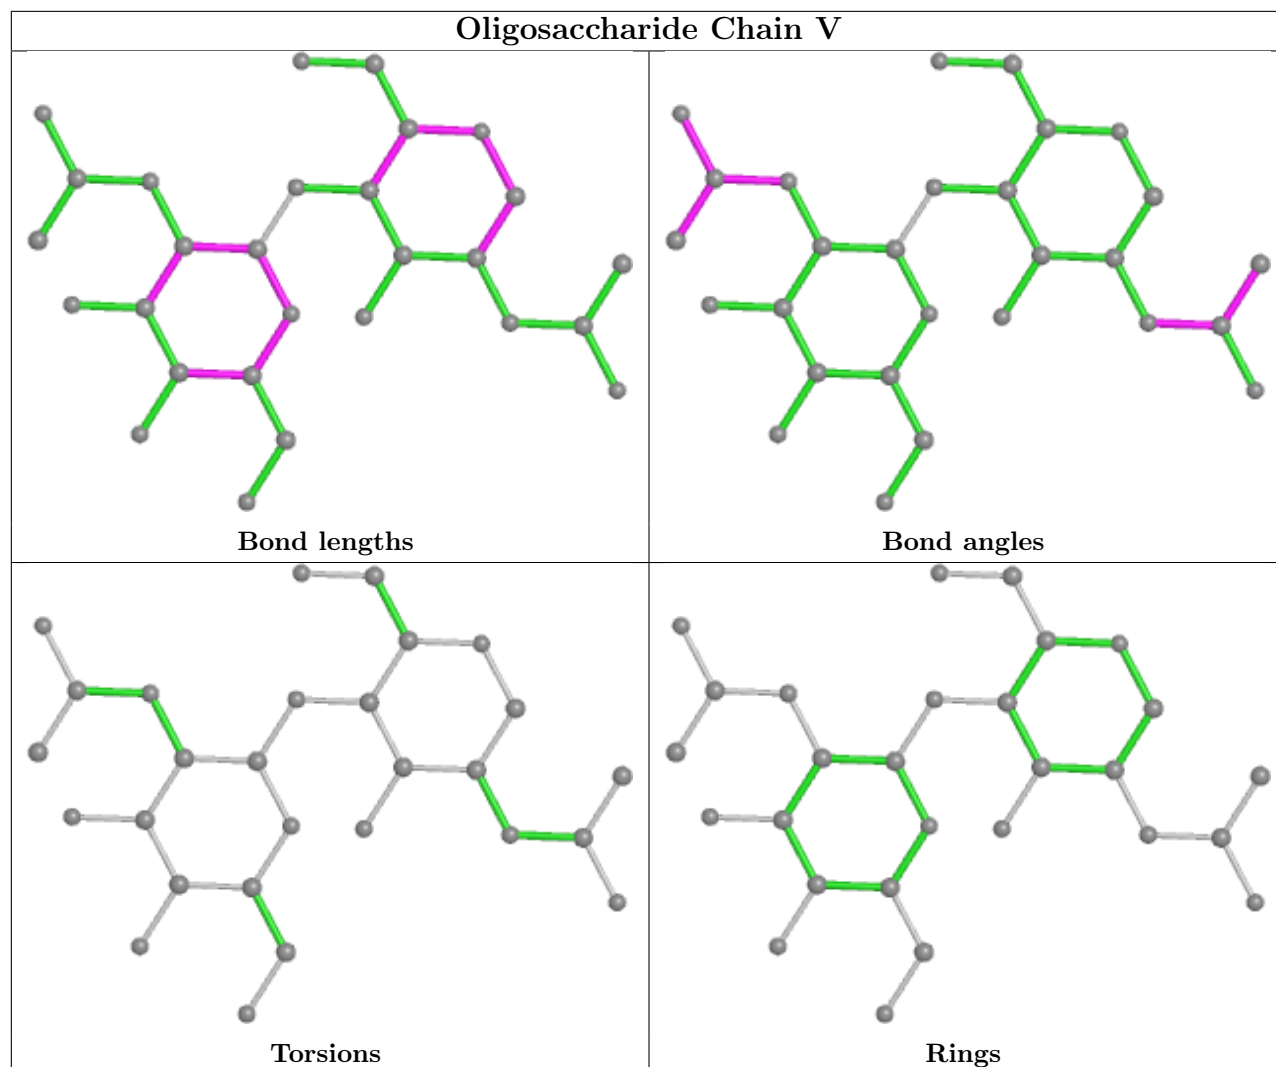 Oligosaccharide Chain V
Bond lengths
Bond angles
Torsions
Rings